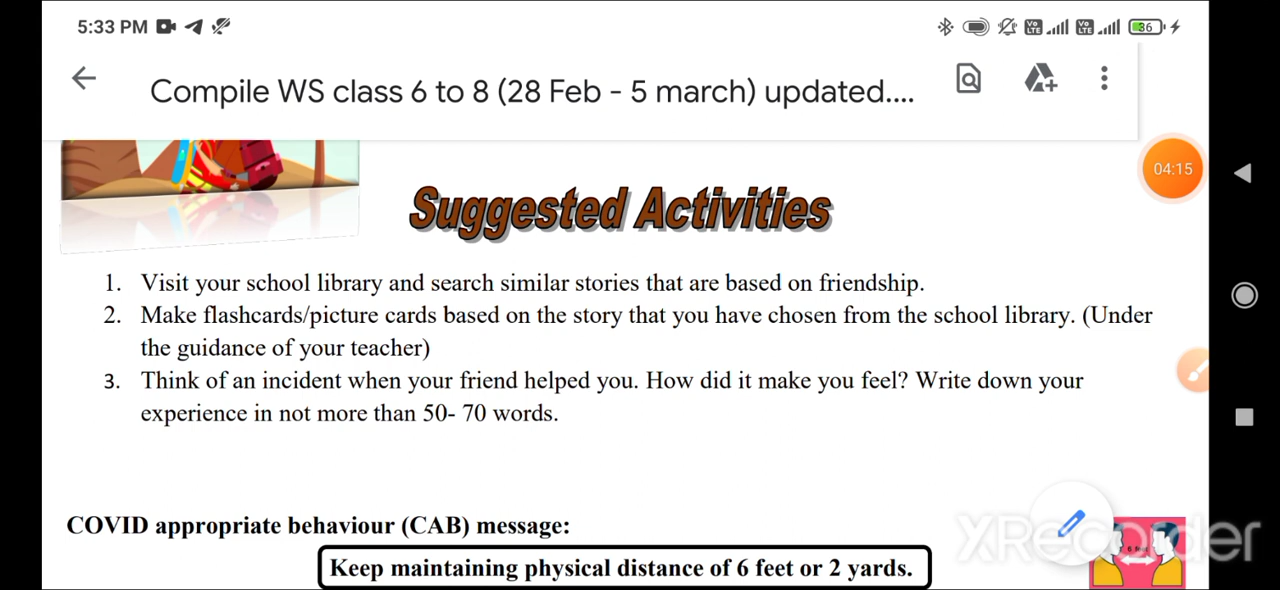 5:33 PM
36
Compile WS class 6 to 8 (28 Feb - 5 march) updated....
04:15
Suggested Activities
1. Visit your school library and search similar stories that are based on friendship.
2. Make flashcards/picture cards based on the story that you have chosen from the school library. (Under
the guidance of your teacher)
3. Think of an incident when your friend helped you. How did it make you feel? Write down your
experience in not more than 50- 70 words.
COVID appropriate behaviour (CAB) message:
XRecorder
6 feet
Keep maintaining physical distance of 6 feet or 2 yards.